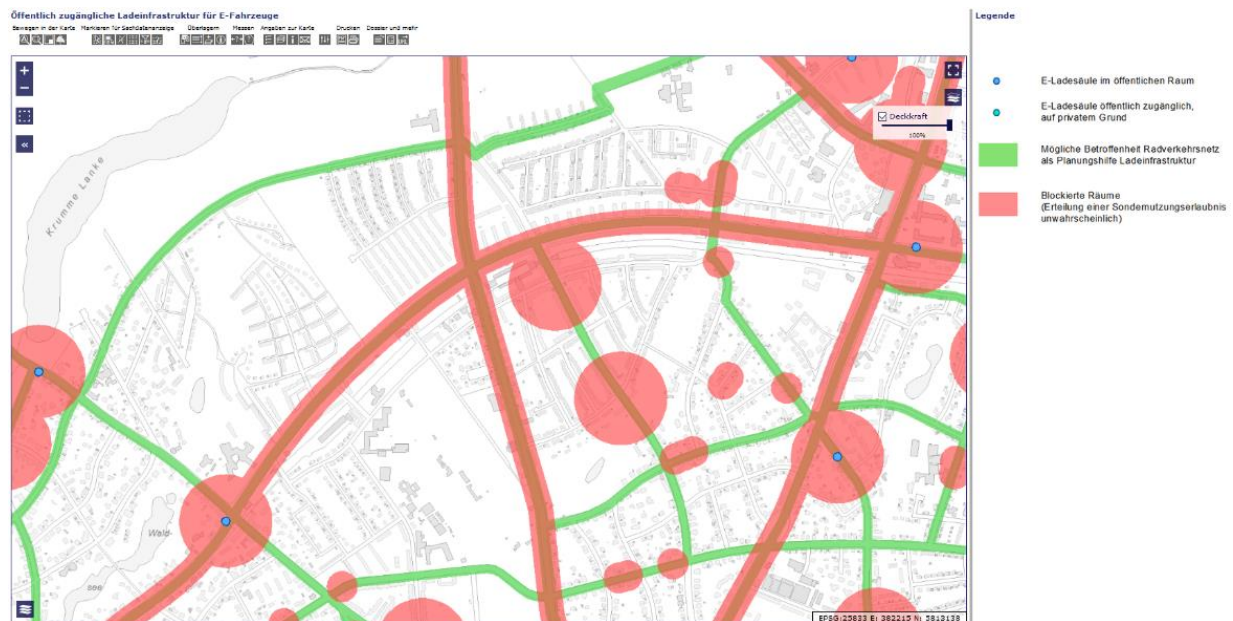 Öffentlich zugängliche Ladeinfrastruktur für E-Fahrzeuge
Bewegen in der Karte Markieren für Sachdatenanzeige Überlagern Messen Angaben zur Karte Drucken Dossier und mehr
Deckkraft
100%
Krumme Lanke
Wald-
see
EPSG:25833 E: 382215 N: 5813138
Legende
E-Ladesäule im öffentlichen Raum
E-Ladesäule öffentlich zugänglich,
auf privatem Grund
Mögliche Betroffenheit Radverkehrsnetz
als Planungshilfe Ladeinfrastruktur
Blockierte Räume
(Erteilung einer Sondernutzungserlaubnis
unwahrscheinlich)